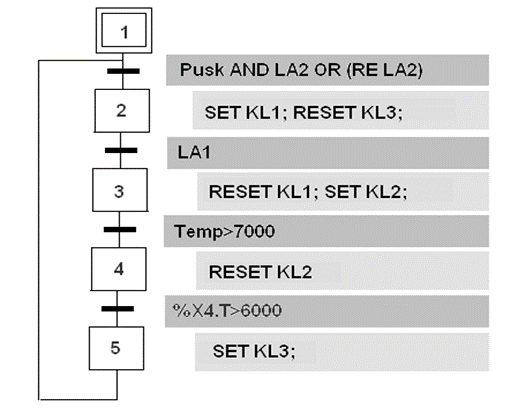 1
Pusk AND LA2 OR (RE LA2)
2
SET KL1; RESET KL3;
LA1
3
RESET KL1; SET KL2;
Temp>7000
4
RESET KL2
%X4.T>6000
5
SET KL3;